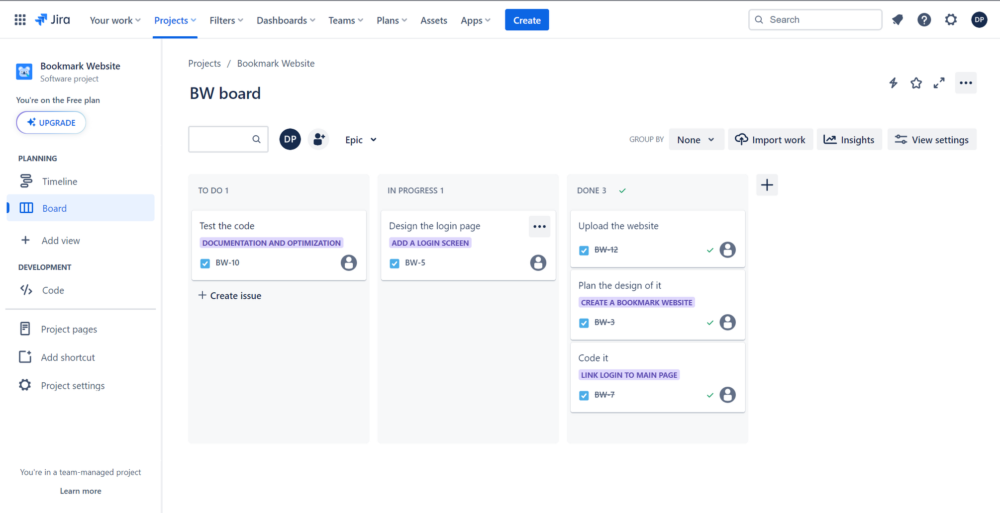 Jira
Your work
Projects
Filters
Dashboards
Teams
Plans
Assets
Apps
Create
Search
DP
Bookmark Website
Software project
You're on the Free plan
UPGRADE
PLANNING
Timeline
Board
Add view
DEVELOPMENT
Code
Project pages
Add shortcut
Project settings
You're in a team-managed project
Learn more
Projects / Bookmark Website
BW board
DP
Epic
GROUP BY
None
Import work
Insights
View settings
TO DO 1
Test the code
DOCUMENTATION AND OPTIMIZATION
BW-10
Create issue
IN PROGRESS 1
Design the login page
ADD A LOGIN SCREEN
BW-5
DONE 3
Upload the website
BW-12
Plan the design of it
CREATE A BOOKMARK WEBSITE
BW-3
Code it
LINK LOGIN TO MAIN PAGE
BW-7